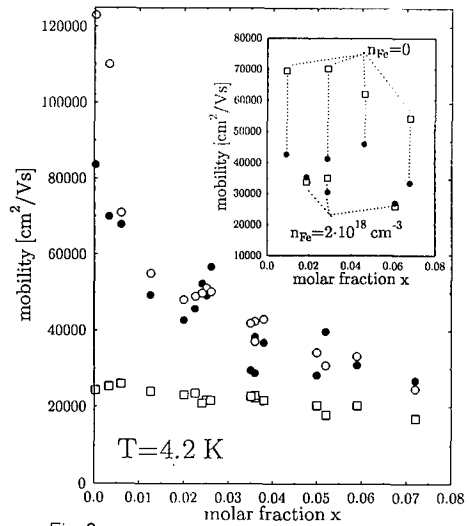 120000
100000
80000
60000
40000
20000
0
0.0 0.01 0.02 0.03 0.04 0.05 0.06 0.07 0.08
mobility [cm²/Vs]
molar fraction x
T=4.2 K
80000
70000
60000
50000
40000
30000
20000
10000
0.0 0.02 0.04 0.06 0.08
mobility [cm²/Vs]
molar fraction x
n_Fe=0
n_Fe=2·10¹⁸ cm⁻³